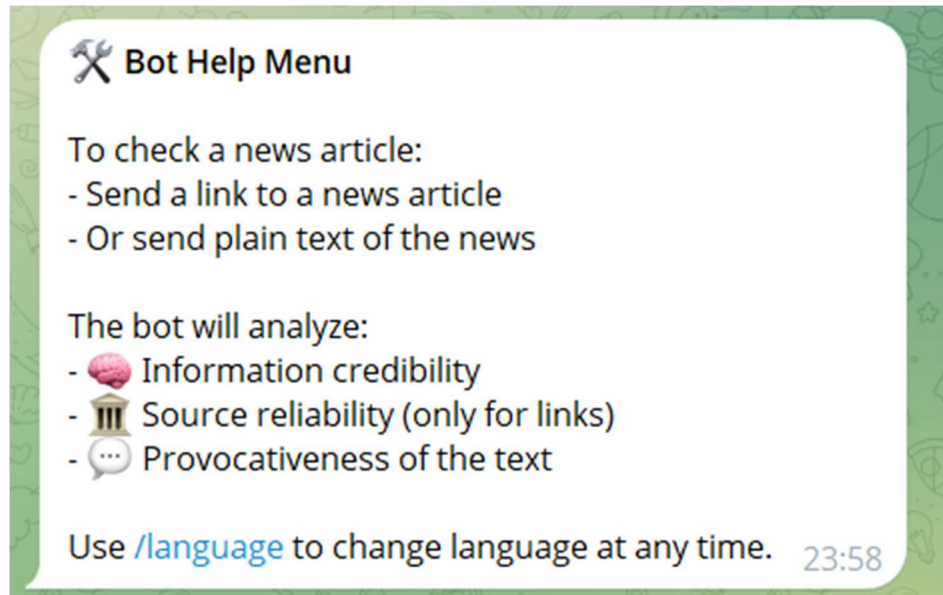 🛠 Bot Help Menu
To check a news article:
- Send a link to a news article
- Or send plain text of the news
The bot will analyze:
- 🧠 Information credibility
- 🏛 Source reliability (only for links)
- 💬 Provocativeness of the text
Use /language to change language at any time. 23:58